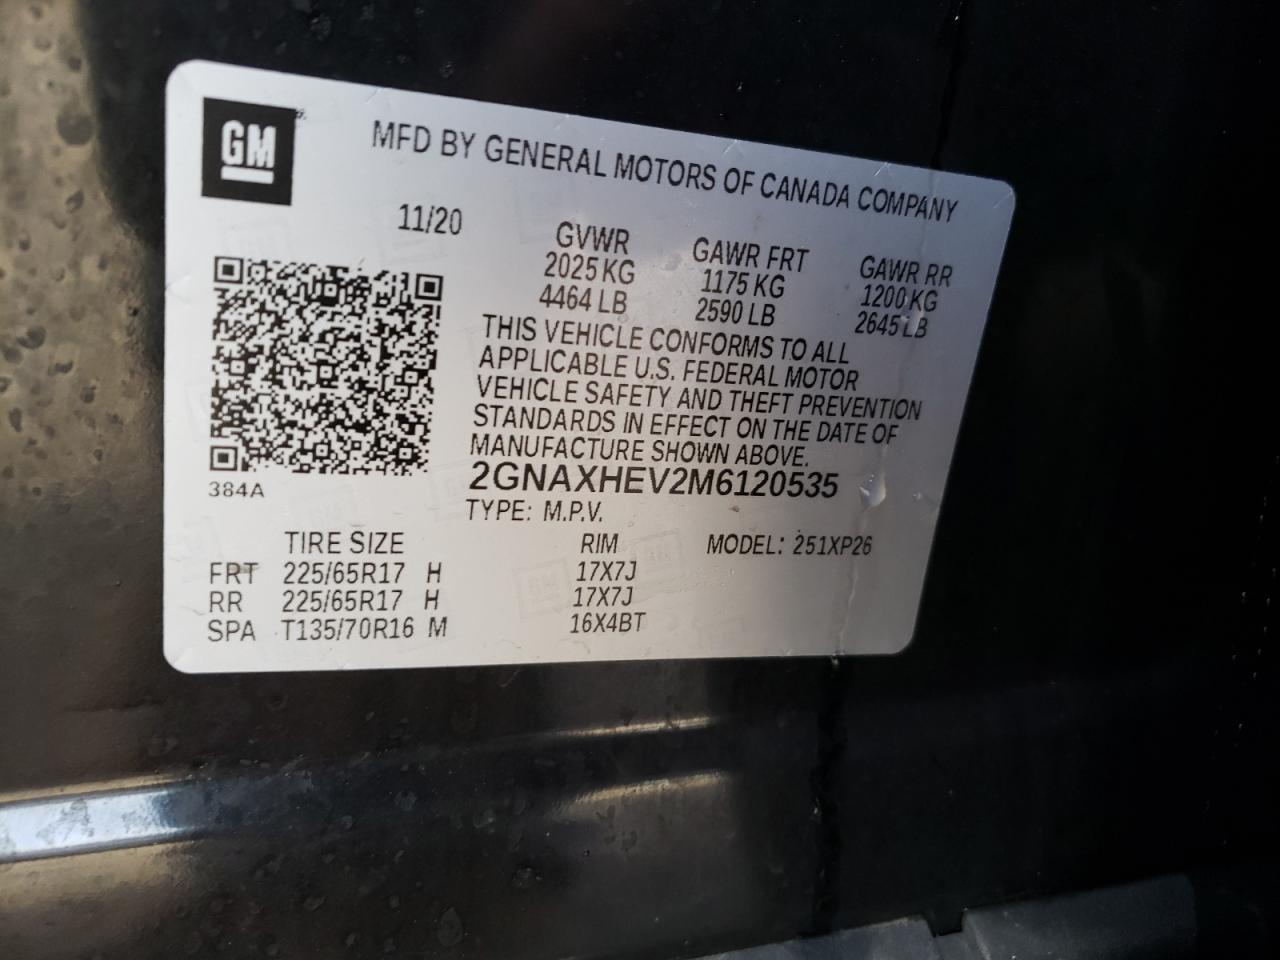 GM
MFD BY GENERAL MOTORS OF CANADA COMPANY
11/20
GVWR
2025 KG
4464 LB
GAWR FRT
1175 KG
2590 LB
GAWR RR
1200 KG
2645 LB
THIS VEHICLE CONFORMS TO ALL
APPLICABLE U.S. FEDERAL MOTOR
VEHICLE SAFETY AND THEFT PREVENTION
STANDARDS IN EFFECT ON THE DATE OF
MANUFACTURE SHOWN ABOVE.
384A
2GNAXHEV2M6120535
TYPE: M.P.V.
TIRE SIZE RIM MODEL: 251XP26
FRT 225/65R17 H 17X7J
RR 225/65R17 H 17X7J
SPA T135/70R16 M 16X4BT